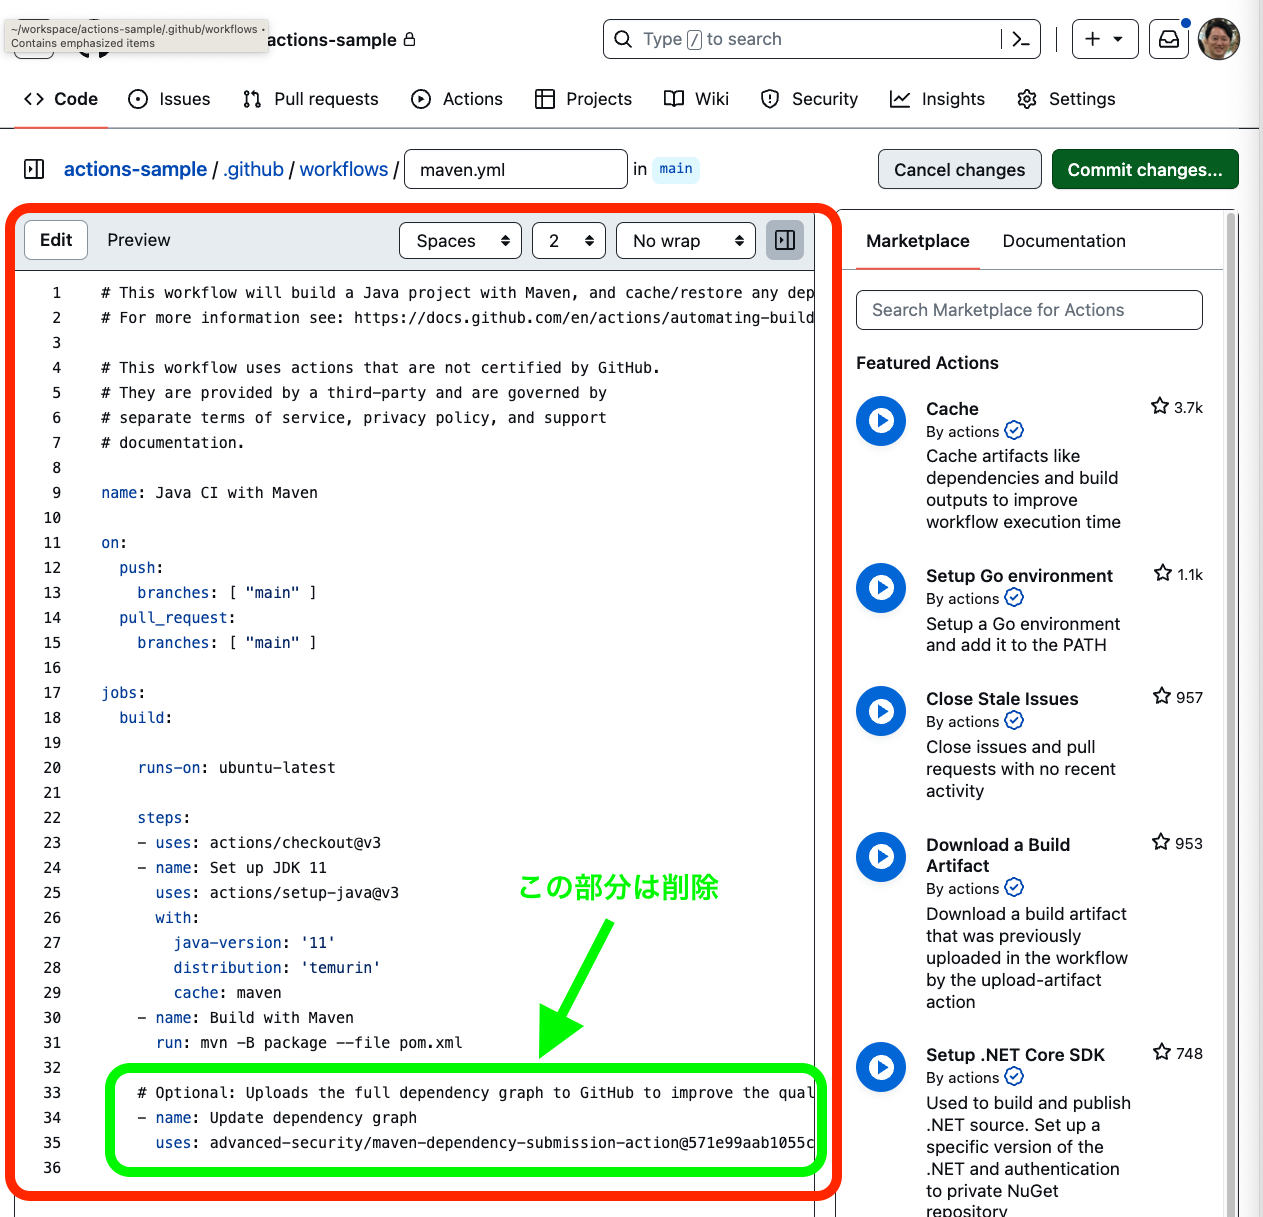 ~/workspace/actions-sample/.github/workflows •
Contains emphasized items
actions-sample
Type / to search
Code
Issues
Pull requests
Actions
Projects
Wiki
Security
Insights
Settings
actions-sample / .github / workflows / maven.yml in main
Cancel changes
Commit changes...
Edit
Preview
Spaces
2
No wrap
1 # This workflow will build a Java project with Maven, and cache/restore any dep
2 # For more information see: https://docs.github.com/en/actions/automating-build
3
4 # This workflow uses actions that are not certified by GitHub.
5 # They are provided by a third-party and are governed by
6 # separate terms of service, privacy policy, and support
7 # documentation.
8
9 name: Java CI with Maven
10
11 on:
12 push:
13 branches: [ "main" ]
14 pull_request:
15 branches: [ "main" ]
16
17 jobs:
18 build:
19
20 runs-on: ubuntu-latest
21
22 steps:
23 - uses: actions/checkout@v3
24 - name: Set up JDK 11
25 uses: actions/setup-java@v3
26 with:
27 java-version: '11'
28 distribution: 'temurin'
29 cache: maven
30 - name: Build with Maven
31 run: mvn -B package --file pom.xml
32
33 # Optional: Uploads the full dependency graph to GitHub to improve the qual
34 - name: Update dependency graph
35 uses: advanced-security/maven-dependency-submission-action@571e99aab1055c
36
この部分は削除
Marketplace
Documentation
Search Marketplace for Actions
Featured Actions
Cache
3.7k
By actions
Cache artifacts like
dependencies and build
outputs to improve
workflow execution time
Setup Go environment
1.1k
By actions
Setup a Go environment
and add it to the PATH
Close Stale Issues
957
By actions
Close issues and pull
requests with no recent
activity
Download a Build
Artifact
953
By actions
Download a build artifact
that was previously
uploaded in the workflow
by the upload-artifact
action
Setup .NET Core SDK
748
By actions
Used to build and publish
.NET source. Set up a
specific version of the
.NET and authentication
to private NuGet
repository